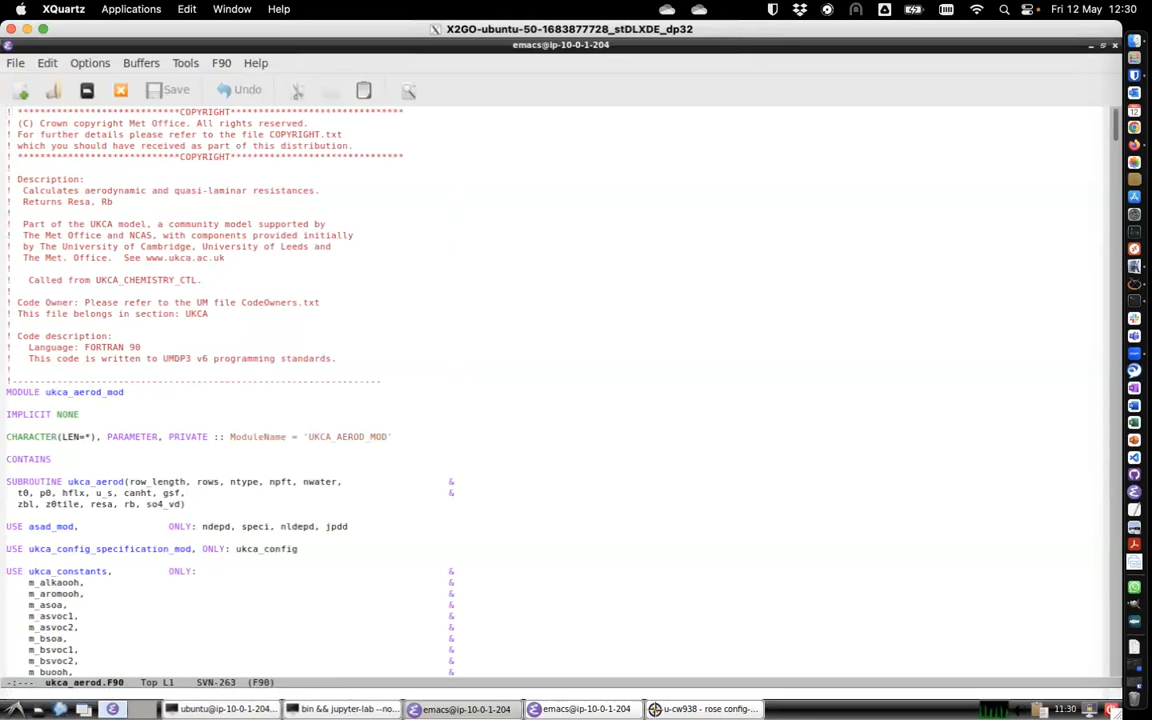 XQuartz Applications Edit Window Help Fri 12 May 12:30
X2GO-ubuntu-50-1683877728_stDLXDE_dp32
emacs@ip-10-0-1-204
File Edit Options Buffers Tools F90 Help
Save Undo
! *****************************COPYRIGHT*******************************
! (C) Crown copyright Met Office. All rights reserved.
! For further details please refer to the file COPYRIGHT.txt
! which you should have received as part of this distribution.
! *****************************COPYRIGHT*******************************
!
! Description:
!  Calculates aerodynamic and quasi-laminar resistances.
!  Returns Resa, Rb
!
!  Part of the UKCA model, a community model supported by
!  The Met Office and NCAS, with components provided initially
!  by The University of Cambridge, University of Leeds and
!  The Met. Office.  See www.ukca.ac.uk
!
!   Called from UKCA_CHEMISTRY_CTL.
!
! Code Owner: Please refer to the UM file CodeOwners.txt
! This file belongs in section: UKCA
!
! Code description:
!   Language: FORTRAN 90
!   This code is written to UMDP3 v6 programming standards.
!
!------------------------------------------------------------------
MODULE ukca_aerod_mod
IMPLICIT NONE
CHARACTER(LEN=*), PARAMETER, PRIVATE :: ModuleName = 'UKCA_AEROD_MOD'
CONTAINS
SUBROUTINE ukca_aerod(row_length, rows, ntype, npft, nwater, &
t0, p0, hflx, u_s, canht, gsf, &
zbl, z0tile, resa, rb, so4_vd)
USE asad_mod, ONLY: ndepd, speci, nldepd, jpdd
USE ukca_config_specification_mod, ONLY: ukca_config
USE ukca_constants, ONLY: &
m_alkaooh, &
m_aromooh, &
m_asoa, &
m_asvoc1, &
m_asvoc2, &
m_bsoa, &
m_bsvoc1, &
m_bsvoc2, &
m_buooh, &
-:--- ukca_aerod.F90 Top L1 SVN-263 (F90)
ubuntu@ip-10-0-1-204... bin && jupyter-lab --no... emacs@ip-10-0-1-204 emacs@ip-10-0-1-204 u-cw938 - rose config-... 11:30